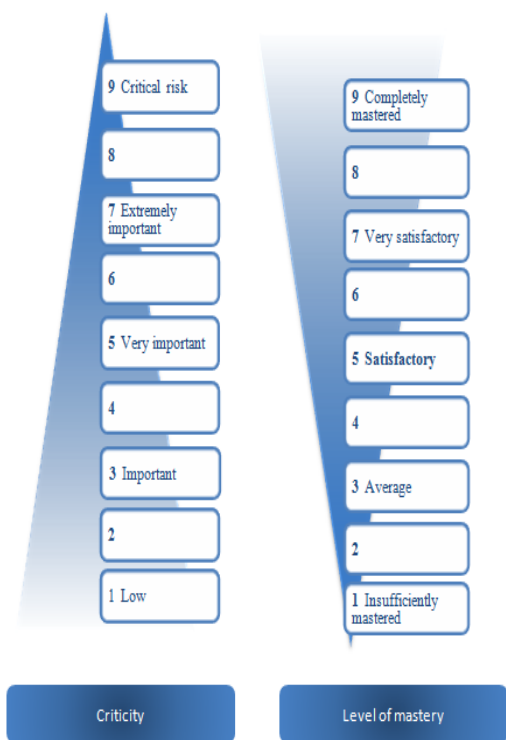 9 Critical risk
8
7 Extremely
important
6
5 Very important
4
3 Important
2
1 Low
Criticity
9 Completely
mastered
8
7 Very satisfactory
6
5 Satisfactory
4
3 Average
2
1 Insufficiently
mastered
Level of mastery